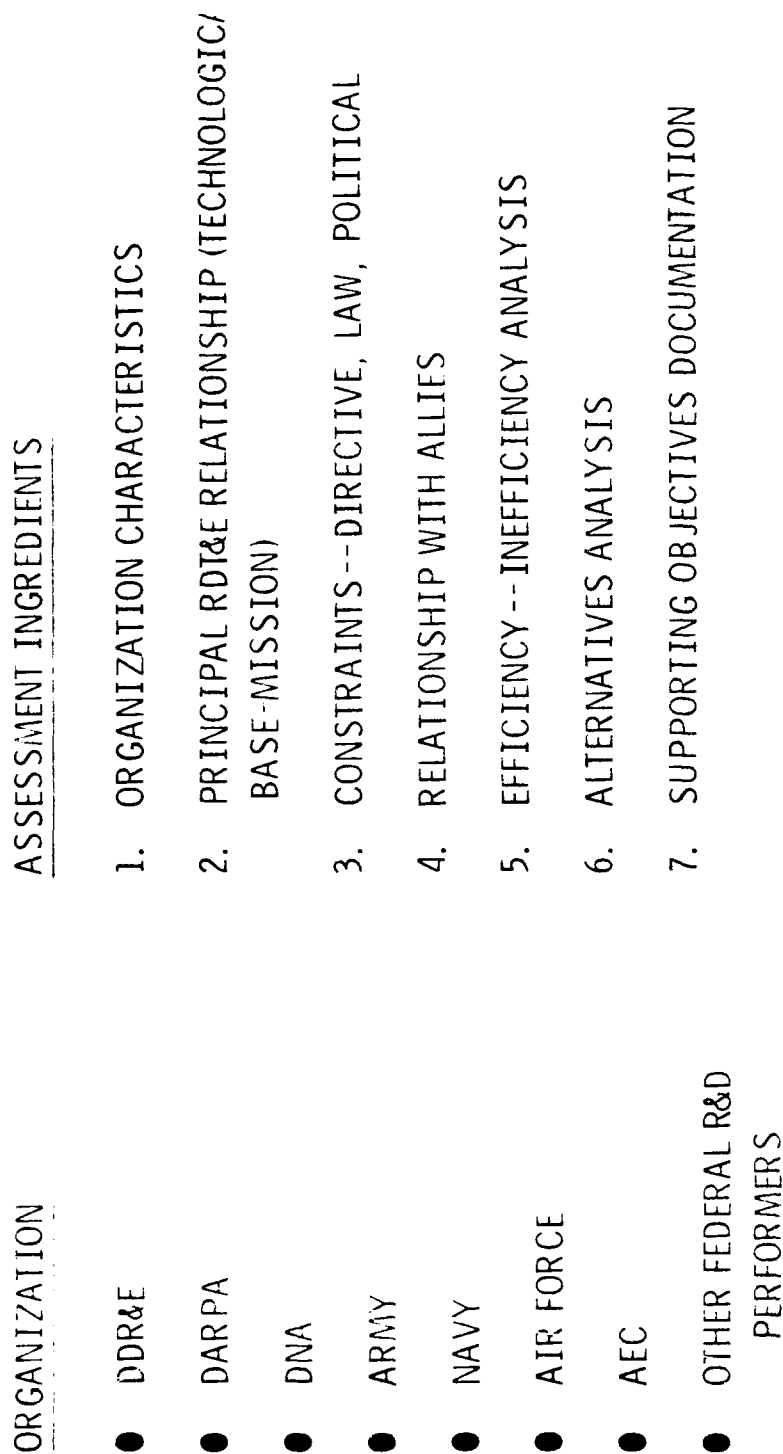 ORGANIZATION
● DDR&E
● DARPA
● DNA
● ARMY
● NAVY
● AIR FORCE
● AEC
● OTHER FEDERAL R&D
PERFORMERS
ASSESSMENT INGREDIENTS
1. ORGANIZATION CHARACTERISTICS
2. PRINCIPAL RDT&E RELATIONSHIP (TECHNOLOGICA
BASE-MISSION)
3. CONSTRAINTS--DIRECTIVE, LAW, POLITICAL
4. RELATIONSHIP WITH ALLIES
5. EFFICIENCY--INEFFICIENCY ANALYSIS
6. ALTERNATIVES ANALYSIS
7. SUPPORTING OBJECTIVES DOCUMENTATION